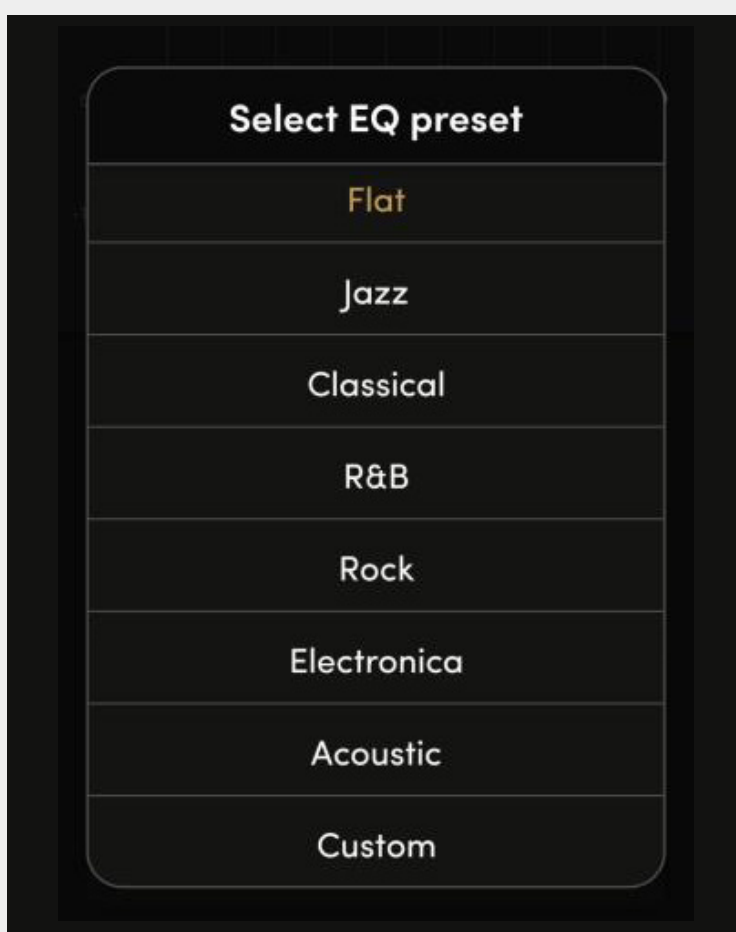 Select EQ preset
Flat
Jazz
Classical
R&B
Rock
Electronica
Acoustic
Custom